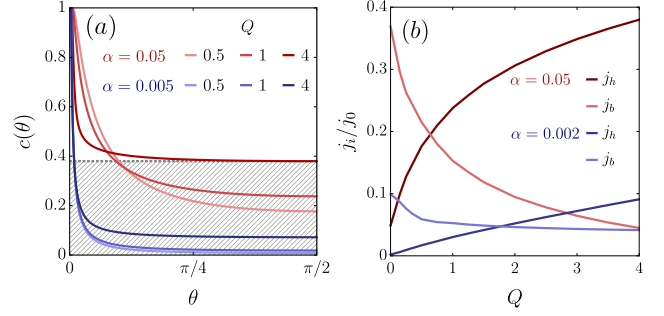 (a)
Q
α = 0.05 0.5 1 4
α = 0.005 0.5 1 4
c(θ)
1
0.8
0.6
0.4
0.2
0
0 π/4 π/2
θ
(b)
α = 0.05 j_h
j_b
α = 0.002 j_h
j_b
j_i/j_0
0.4
0.3
0.2
0.1
0
0 1 2 3 4
Q